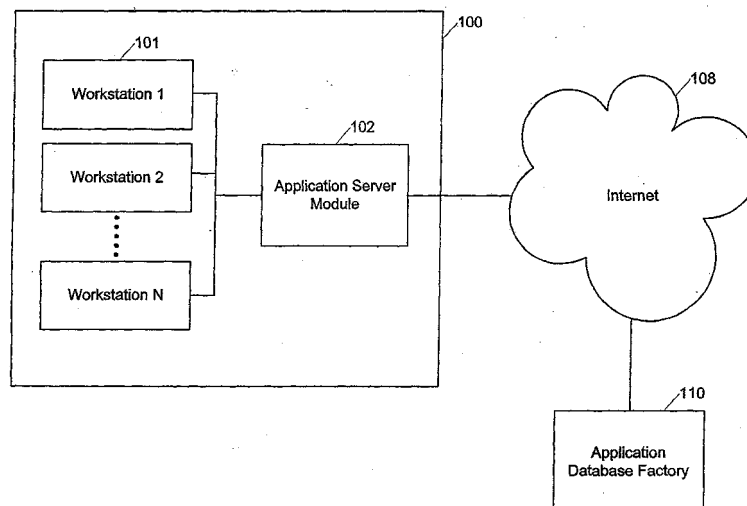 100
101
Workstation 1
108
102
Workstation 2
Application Server
Module
Internet
Workstation N
110
Application
Database Factory